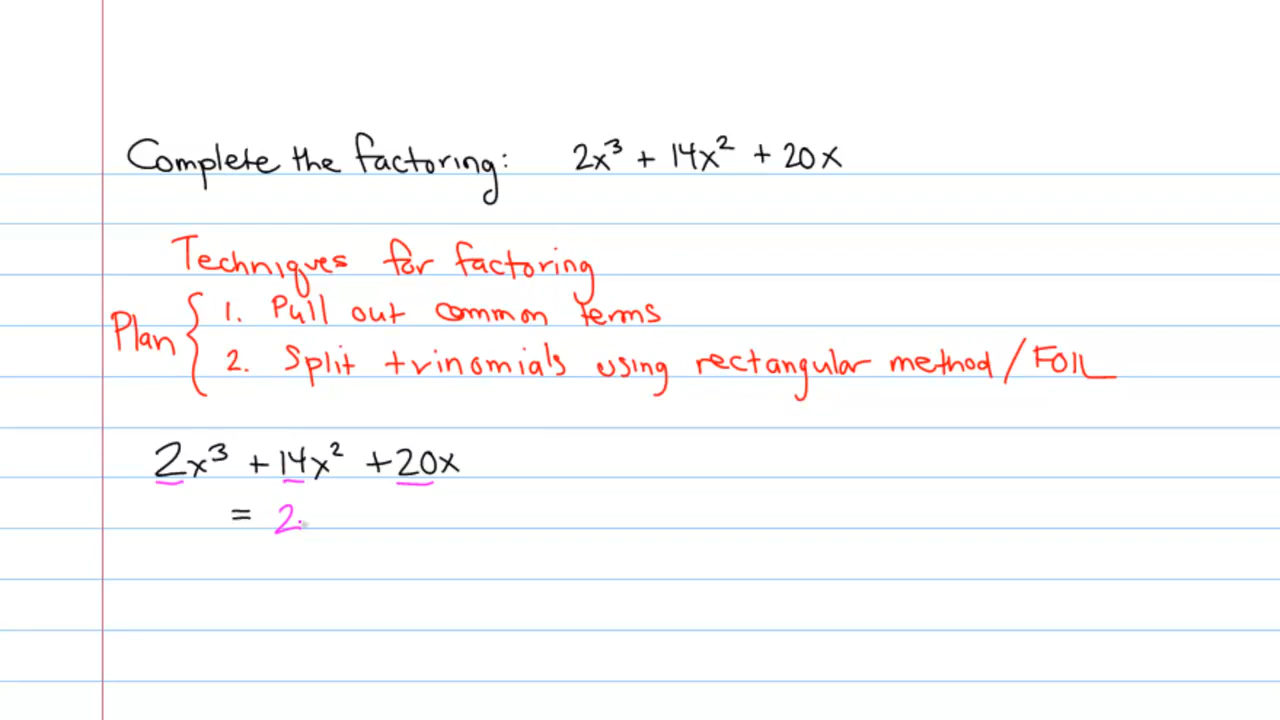 Complete the factoring: 2x³ + 14x² + 20x
Techniques for factoring
Plan { 1. Pull out common terms
2. Split trinomials using rectangular method / FOIL
2x³ + 14x² + 20x
= 2·